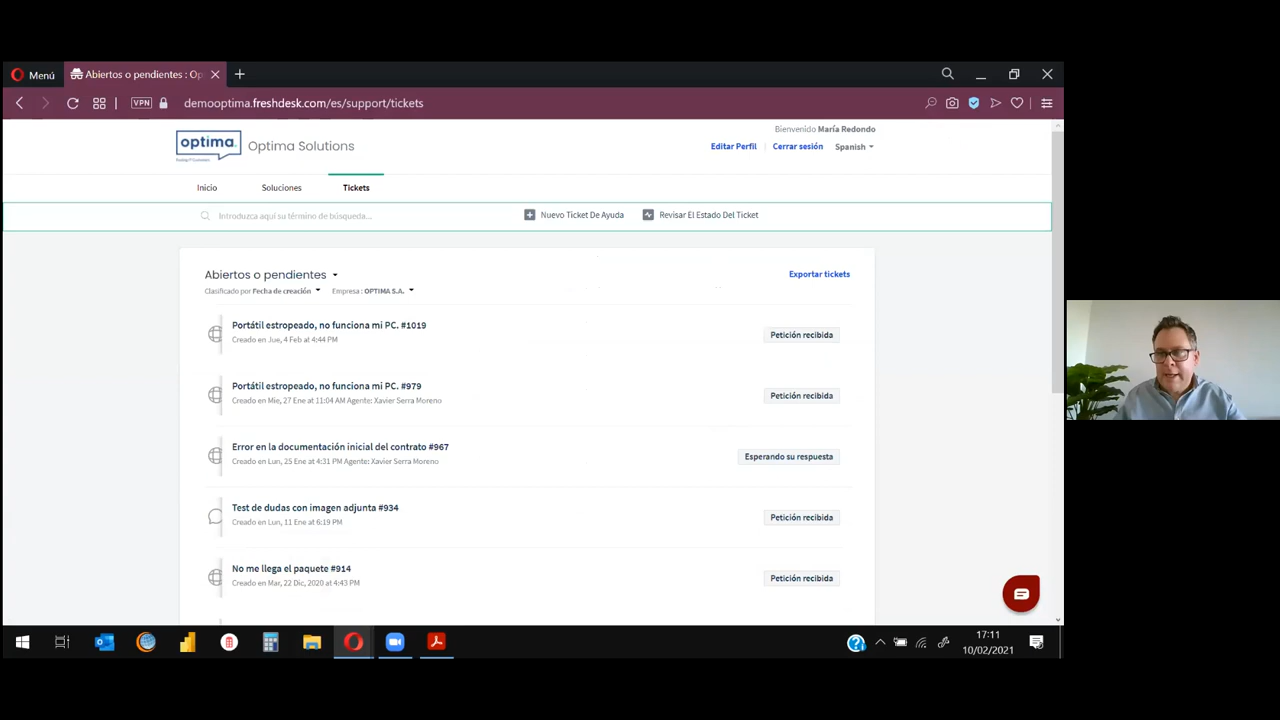 Menú
Abiertos o pendientes : Op
VPN
demooptima.freshdesk.com/es/support/tickets
Bienvenido María Redondo
optima
Optima Solutions
Editar Perfil
Cerrar sesión
Spanish
Inicio
Soluciones
Tickets
Introduzca aquí su término de búsqueda...
Nuevo Ticket De Ayuda
Revisar El Estado Del Ticket
Abiertos o pendientes
Exportar tickets
Clasificado por Fecha de creación
Empresa : OPTIMA S.A.
Portátil estropeado, no funciona mi PC. #1019
Creado en Jue, 4 Feb at 4:44 PM
Petición recibida
Portátil estropeado, no funciona mi PC. #979
Creado en Mie, 27 Ene at 11:04 AM Agente: Xavier Serra Moreno
Petición recibida
Error en la documentación inicial del contrato #967
Creado en Lun, 25 Ene at 4:31 PM Agente: Xavier Serra Moreno
Esperando su respuesta
Test de dudas con imagen adjunta #934
Creado en Lun, 11 Ene at 6:19 PM
Petición recibida
No me llega el paquete #914
Creado en Mar, 22 Dic, 2020 at 4:43 PM
Petición recibida
17:11
10/02/2021